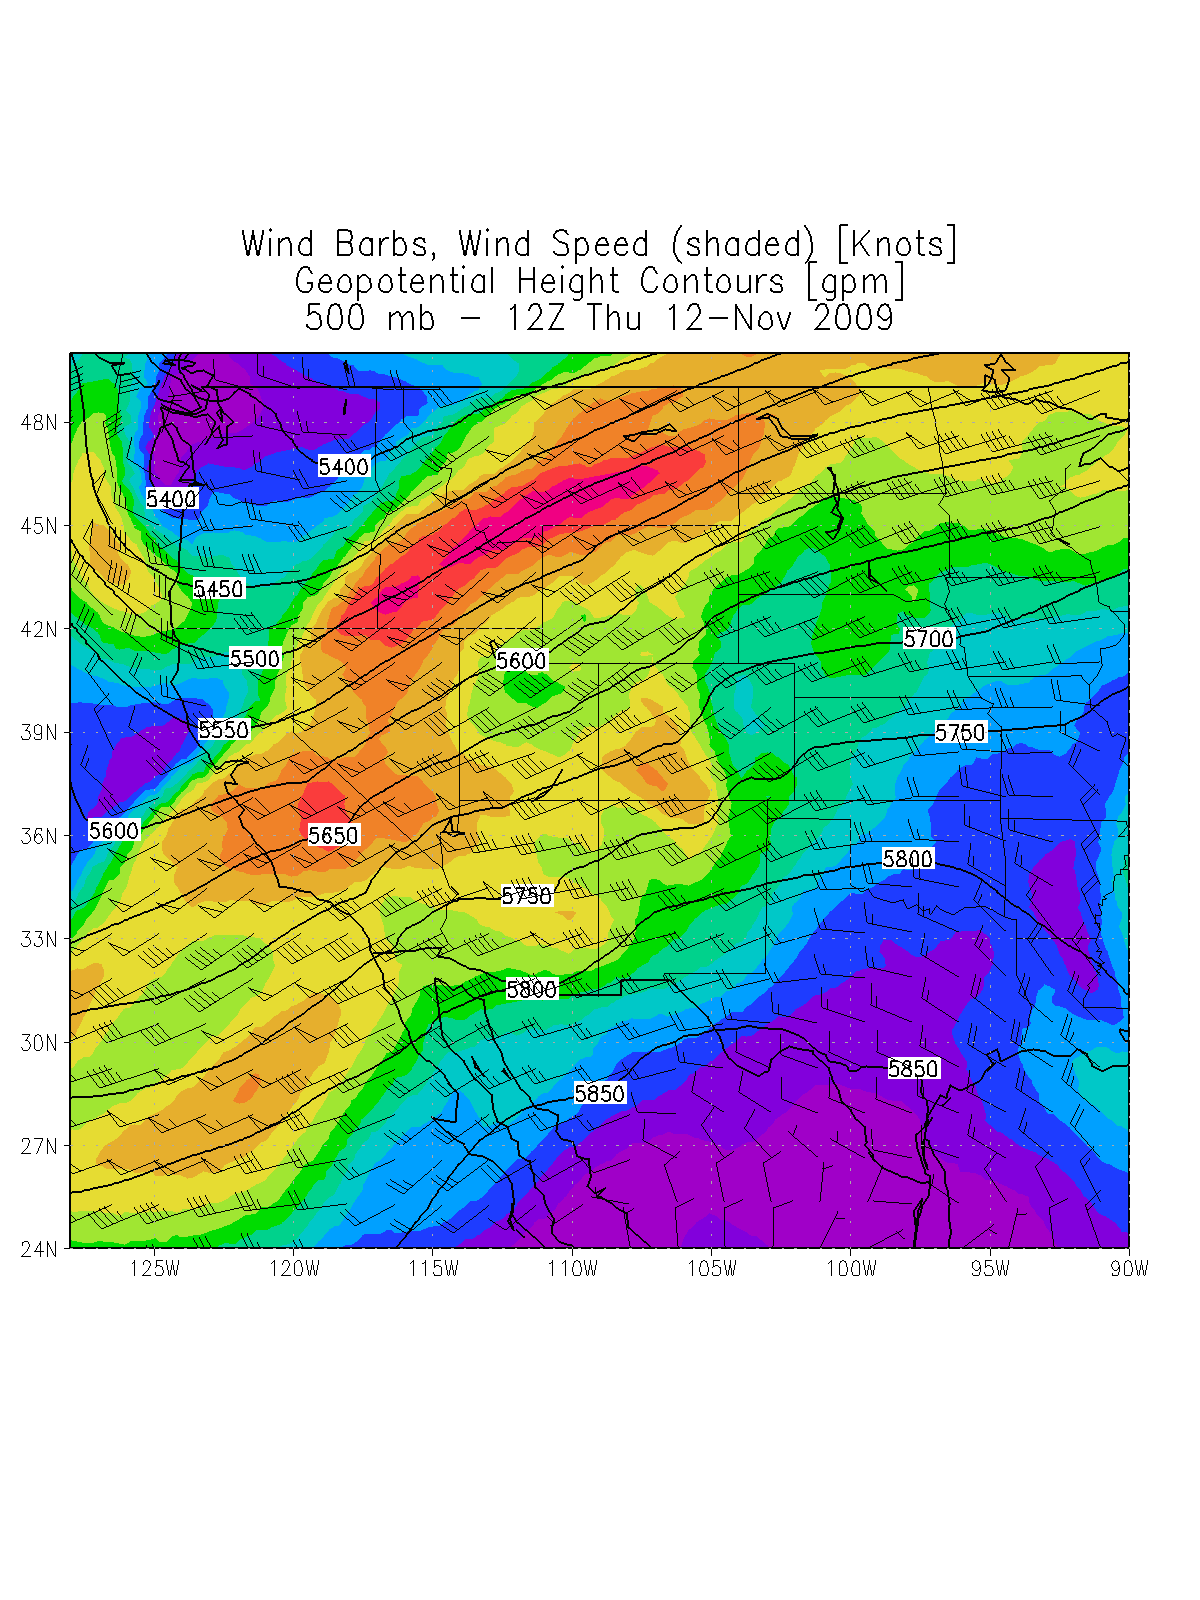 Wind Barbs, Wind Speed (shaded) [Knots]
Geopotential Height Contours [gpm]
500 mb - 12Z Thu 12-Nov 2009
48N
5400
5400
45N
5450
42N
5500
5600
5700
39N
5550
5750
36N
5600
5650
5800
5750
33N
5800
30N
5850
5850
27N
24N
125W 120W 115W 110W 105W 100W 95W 90W